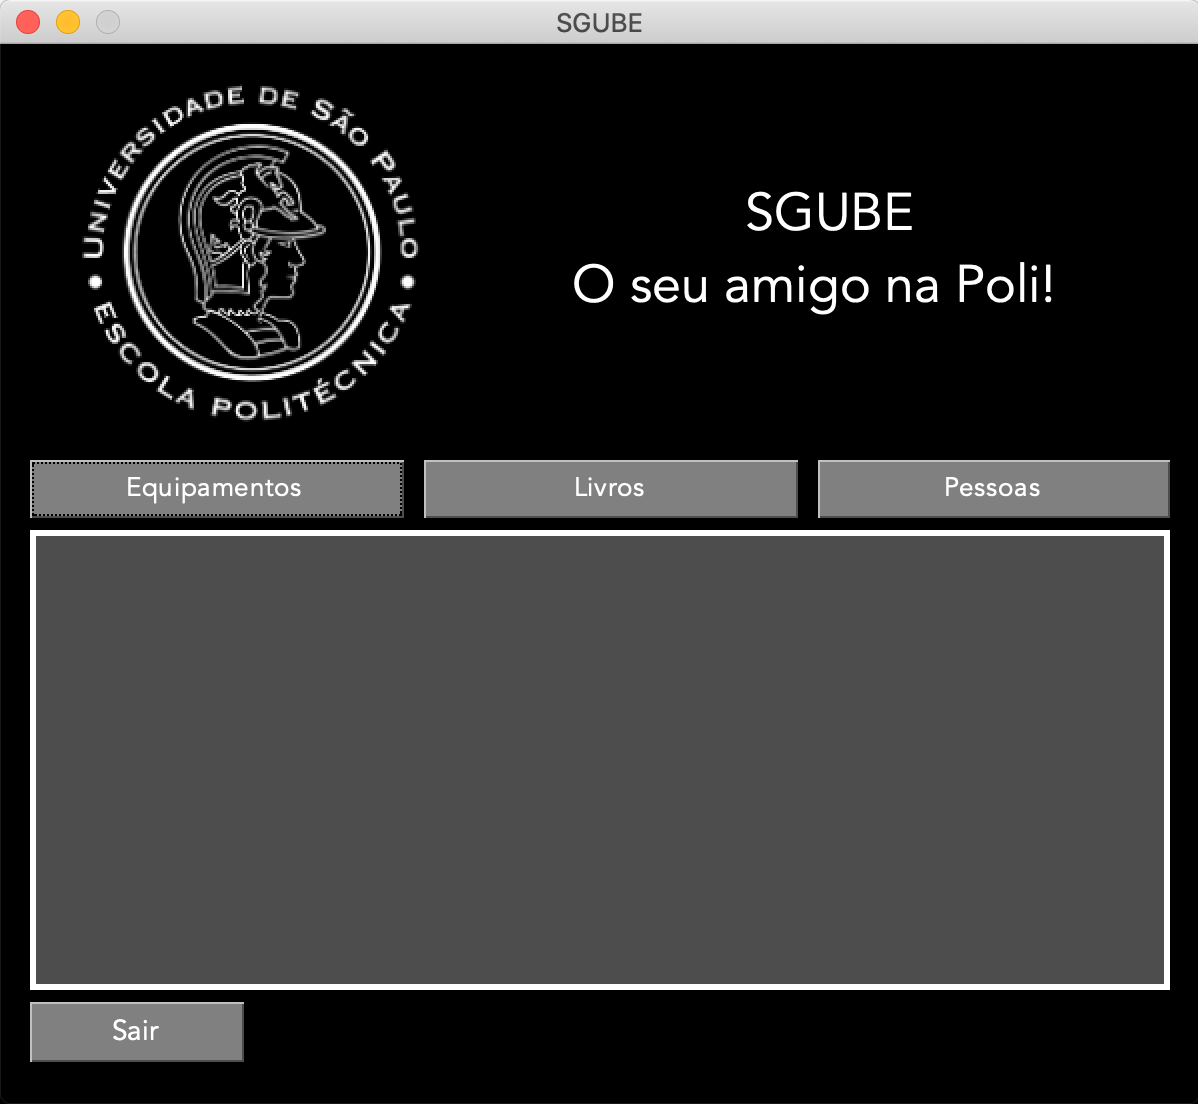 SGUBE
UNIVERSIDADE DE SÃO PAULO
• ESCOLA POLITÉCNICA •
SGUBE
O seu amigo na Poli!
Equipamentos
Livros
Pessoas
Sair